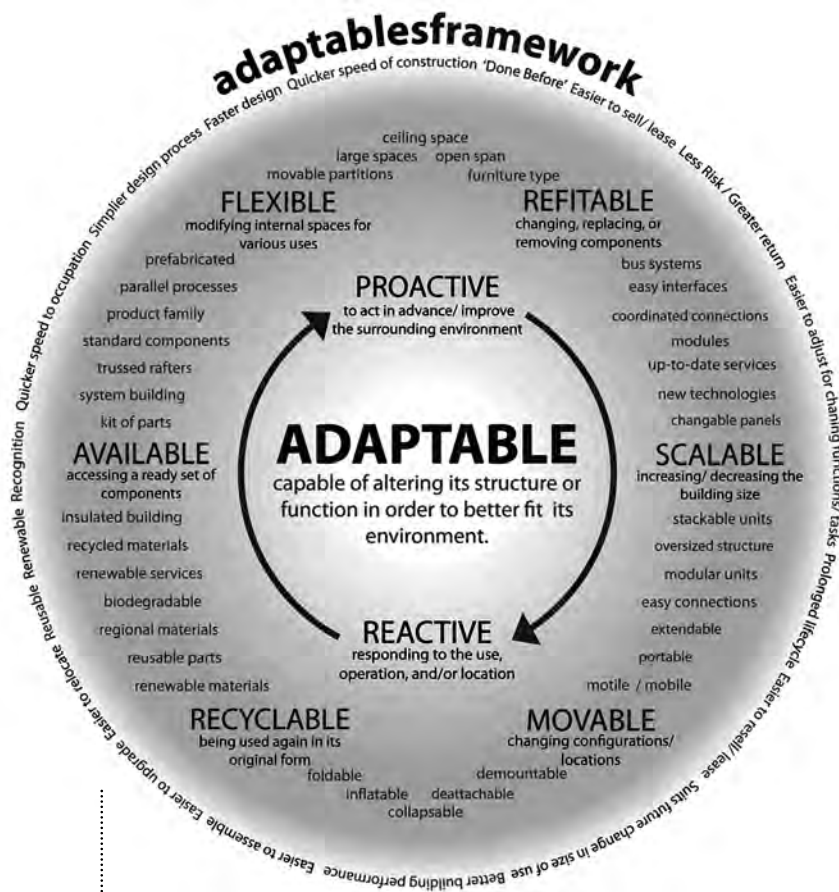 adaptablesframework
Simplier design process Faster design Quicker speed of construction 'Done Before' Easier to sell/ lease Less Risk / Greater return Easier to adjust for chaning functions/ tasks Prolonged lifecycle Easier to resell/ lease Suits future change in size of use Better building performance Easier to assemble Easier to upgrade Easier to relocate Reusable Renewable Recognition Quicker speed to occupation
ceiling space
large spaces open span
movable partitions furniture type
FLEXIBLE
modifying internal spaces for
various uses
REFITABLE
changing, replacing, or
removing components
prefabricated
parallel processes
product family
standard components
trussed rafters
system building
kit of parts
bus systems
easy interfaces
coordinated connections
modules
up-to-date services
new technologies
changable panels
PROACTIVE
to act in advance/ improve
the surrounding environment
ADAPTABLE
capable of altering its structure or
function in order to better fit its
environment.
AVAILABLE
accessing a ready set of
components
SCALABLE
increasing/ decreasing the
building size
insulated building
recycled materials
renewable services
biodegradable
regional materials
reusable parts
renewable materials
stackable units
oversized structure
modular units
easy connections
extendable
portable
motile / mobile
REACTIVE
responding to the use,
operation, and/or location
RECYCLABLE
being used again in its
original form
MOVABLE
changing configurations/
locations
foldable demountable
inflatable deattachable
collapsable